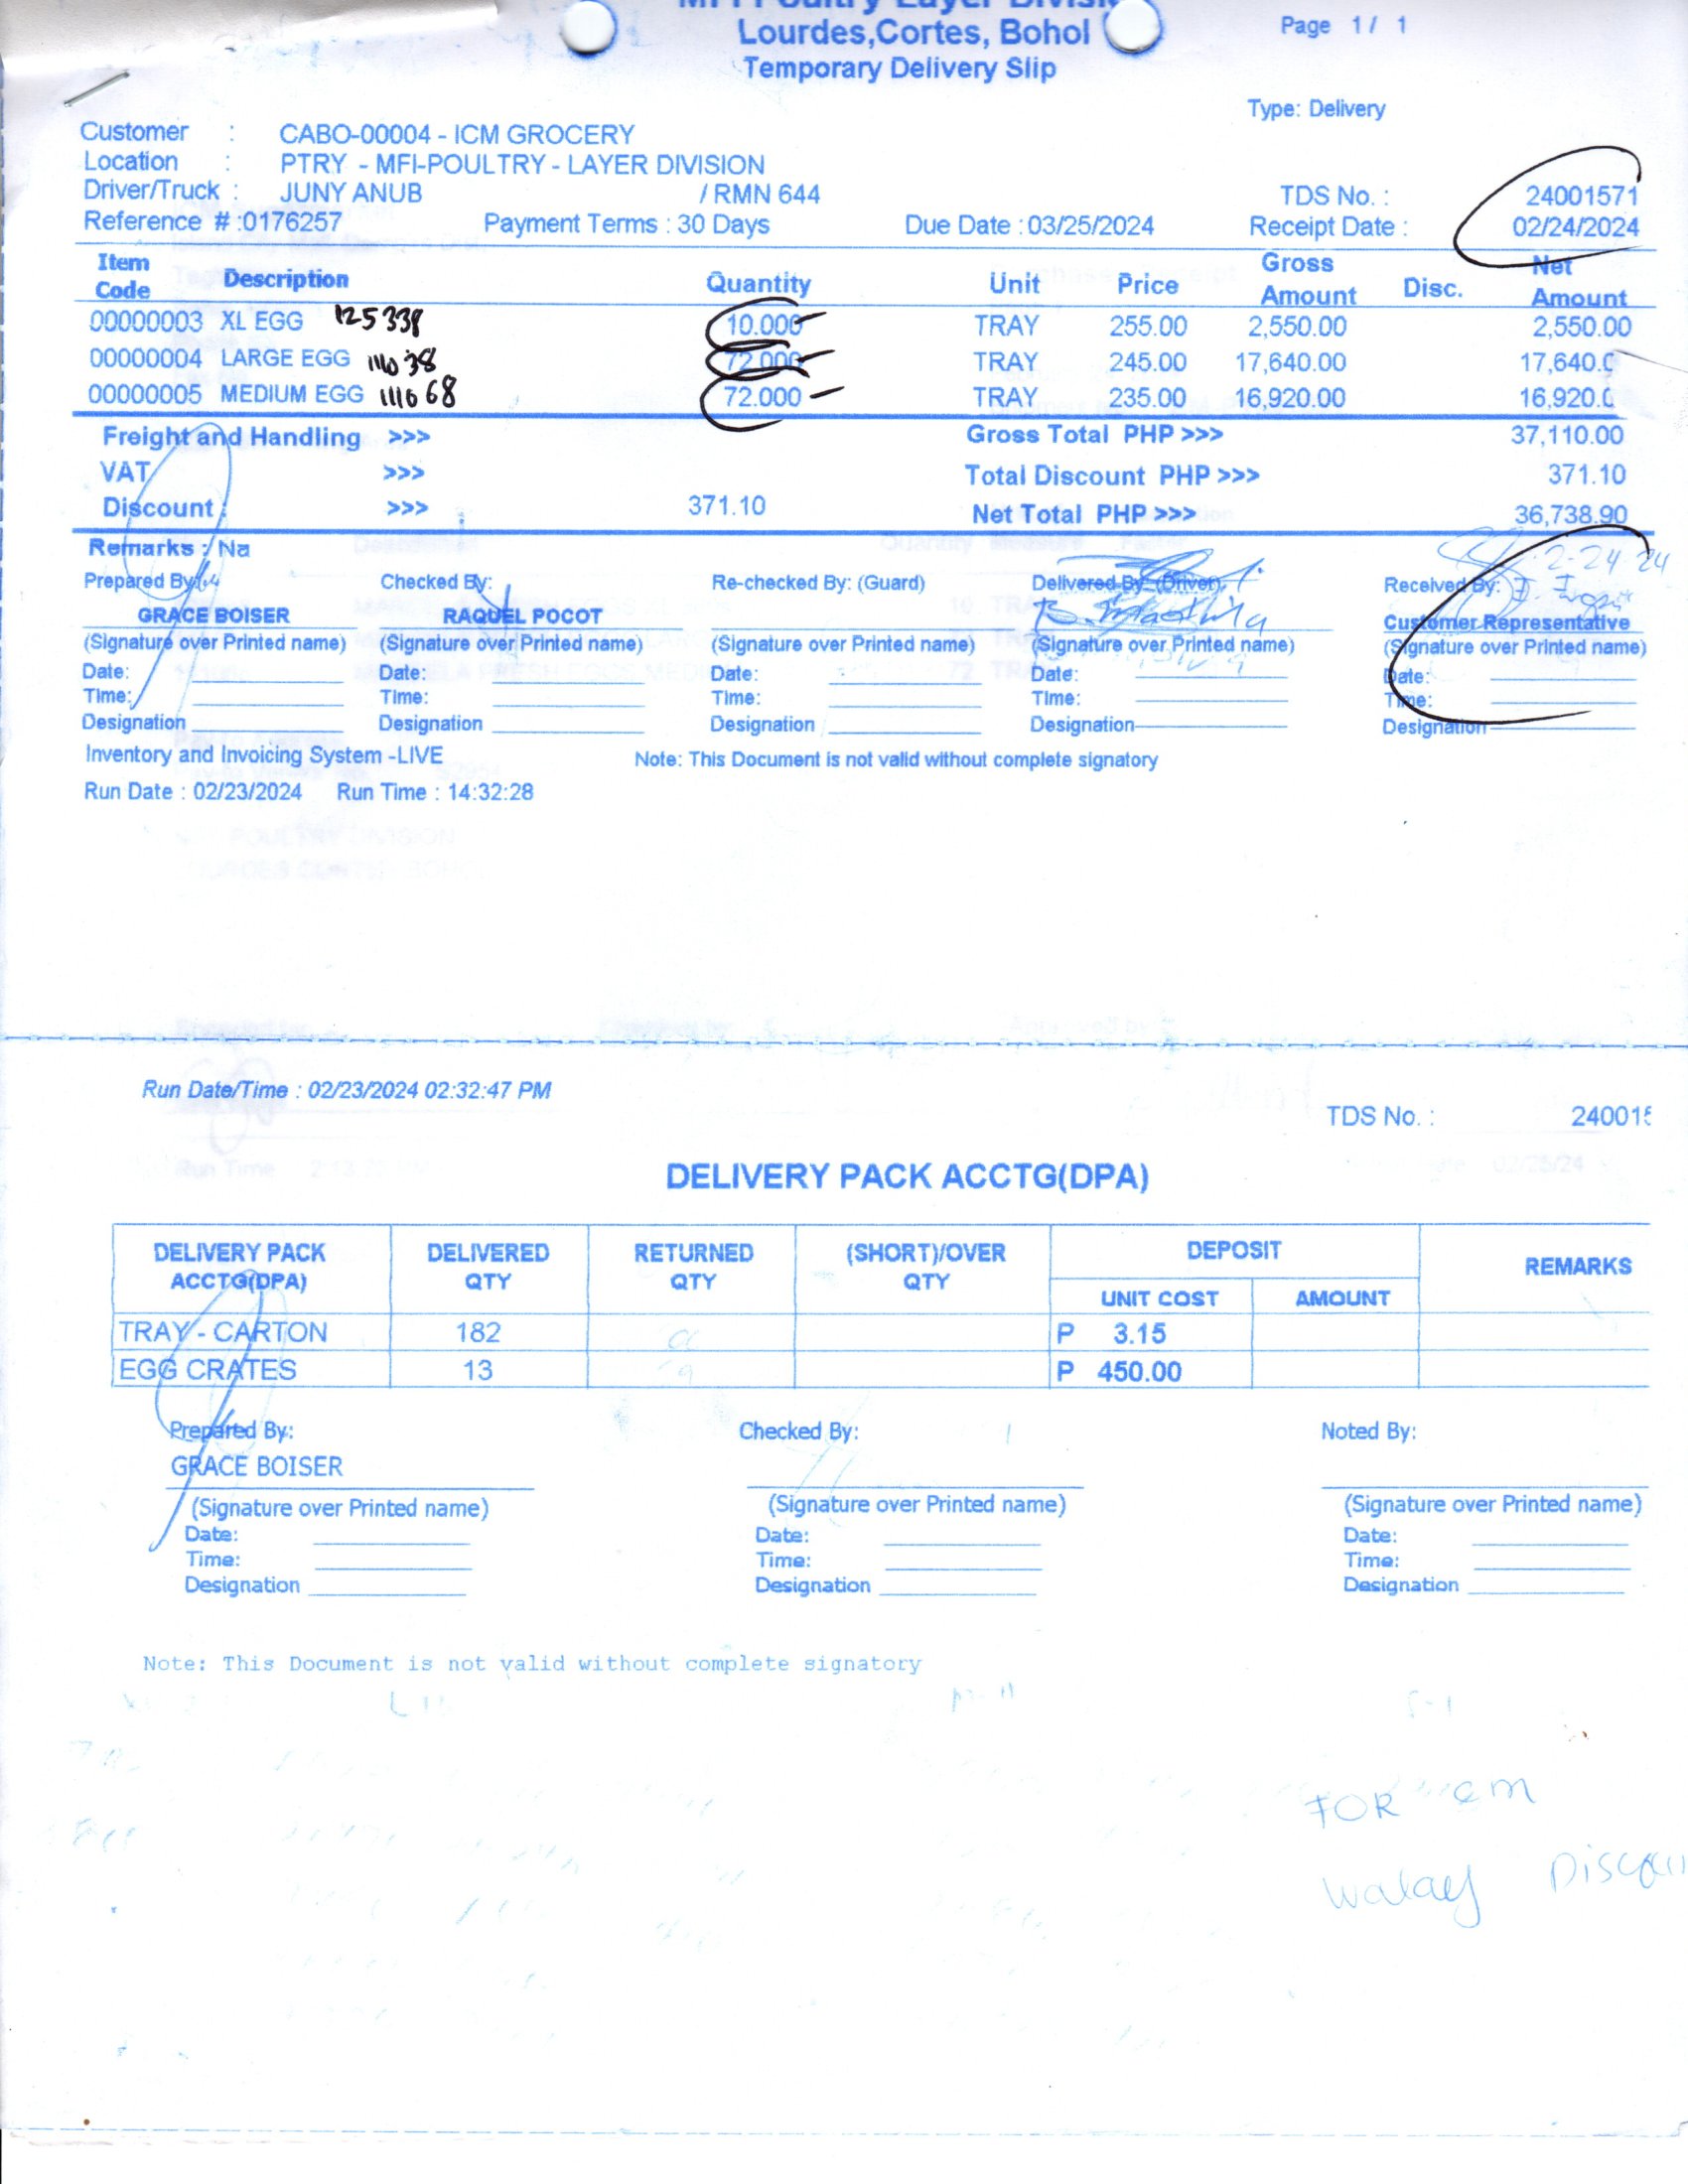 Lourdes,Cortes, Bohol
Page 1 / 1
Temporary Delivery Slip
Type: Delivery
Customer : CABO-00004 - ICM GROCERY
Location : PTRY - MFI-POULTRY - LAYER DIVISION
Driver/Truck : JUNY ANUB / RMN 644 TDS No. : 24001571
Reference # :0176257 Payment Terms : 30 Days Due Date : 03/25/2024 Receipt Date : 02/24/2024
Item Code Description Quantity Unit Price Gross Amount Disc. Net Amount
00000003 XL EGG 125338 10.000 TRAY 255.00 2,550.00 2,550.00
00000004 LARGE EGG 72.000 TRAY 245.00 17,640.00 17,640.0
00000005 MEDIUM EGG 72.000 TRAY 235.00 16,920.00 16,920.0
Freight and Handling >>> Gross Total PHP >>> 37,110.00
VAT >>> Total Discount PHP >>> 371.10
Discount : >>> 371.10 Net Total PHP >>> 36,738.90
Remarks : Na
2-24-24
Prepared By: Checked By: Re-checked By: (Guard) Delivered By: (Driver) Received By:
GRACE BOISER RAQUEL POCOT Customer Representative
(Signature over Printed name) (Signature over Printed name) (Signature over Printed name) (Signature over Printed name) (Signature over Printed name)
Date: Date: Date: Date: Date:
Time: Time: Time: Time: Time:
Designation Designation Designation Designation Designation
Inventory and Invoicing System -LIVE Note: This Document is not valid without complete signatory
Run Date : 02/23/2024 Run Time : 14:32:28
Run Date/Time : 02/23/2024 02:32:47 PM
TDS No. : 24001
DELIVERY PACK ACCTG(DPA)
DELIVERY PACK ACCTG(DPA) DELIVERED QTY RETURNED QTY (SHORT)/OVER QTY DEPOSIT REMARKS
UNIT COST AMOUNT
TRAY - CARTON 182 P 3.15
EGG CRATES 13 P 450.00
Prepared By: Checked By: Noted By:
GRACE BOISER
(Signature over Printed name) (Signature over Printed name) (Signature over Printed name)
Date: Date: Date:
Time: Time: Time:
Designation Designation Designation
Note: This Document is not valid without complete signatory
FOR
walay